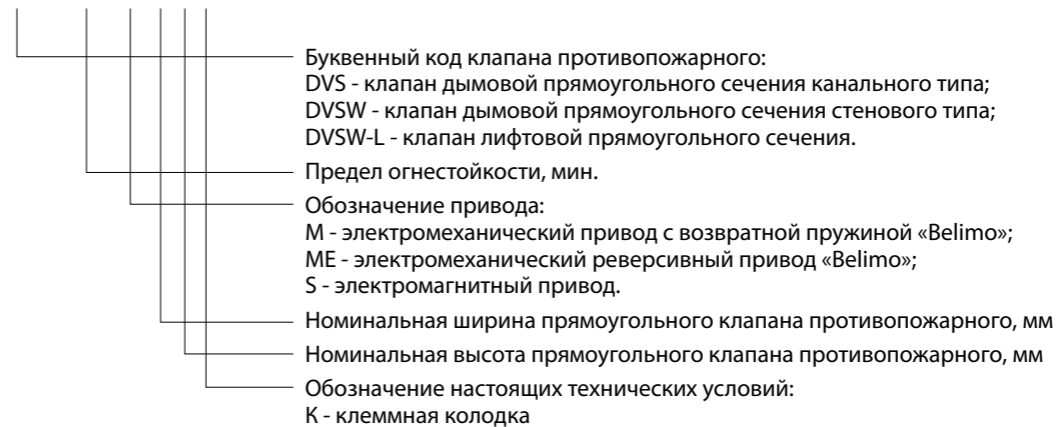 Буквенный код клапана противопожарного:
DVS - клапан дымовой прямоугольного сечения канального типа;
DVSW - клапан дымовой прямоугольного сечения стенового типа;
DVSW-L - клапан лифтовой прямоугольного сечения.
Предел огнестойкости, мин.
Обозначение привода:
M - электромеханический привод с возвратной пружиной «Belimo»;
ME - электромеханический реверсивный привод «Belimo»;
S - электромагнитный привод.
Номинальная ширина прямоугольного клапана противопожарного, мм
Номинальная высота прямоугольного клапана противопожарного, мм
Обозначение настоящих технических условий:
К - клеммная колодка